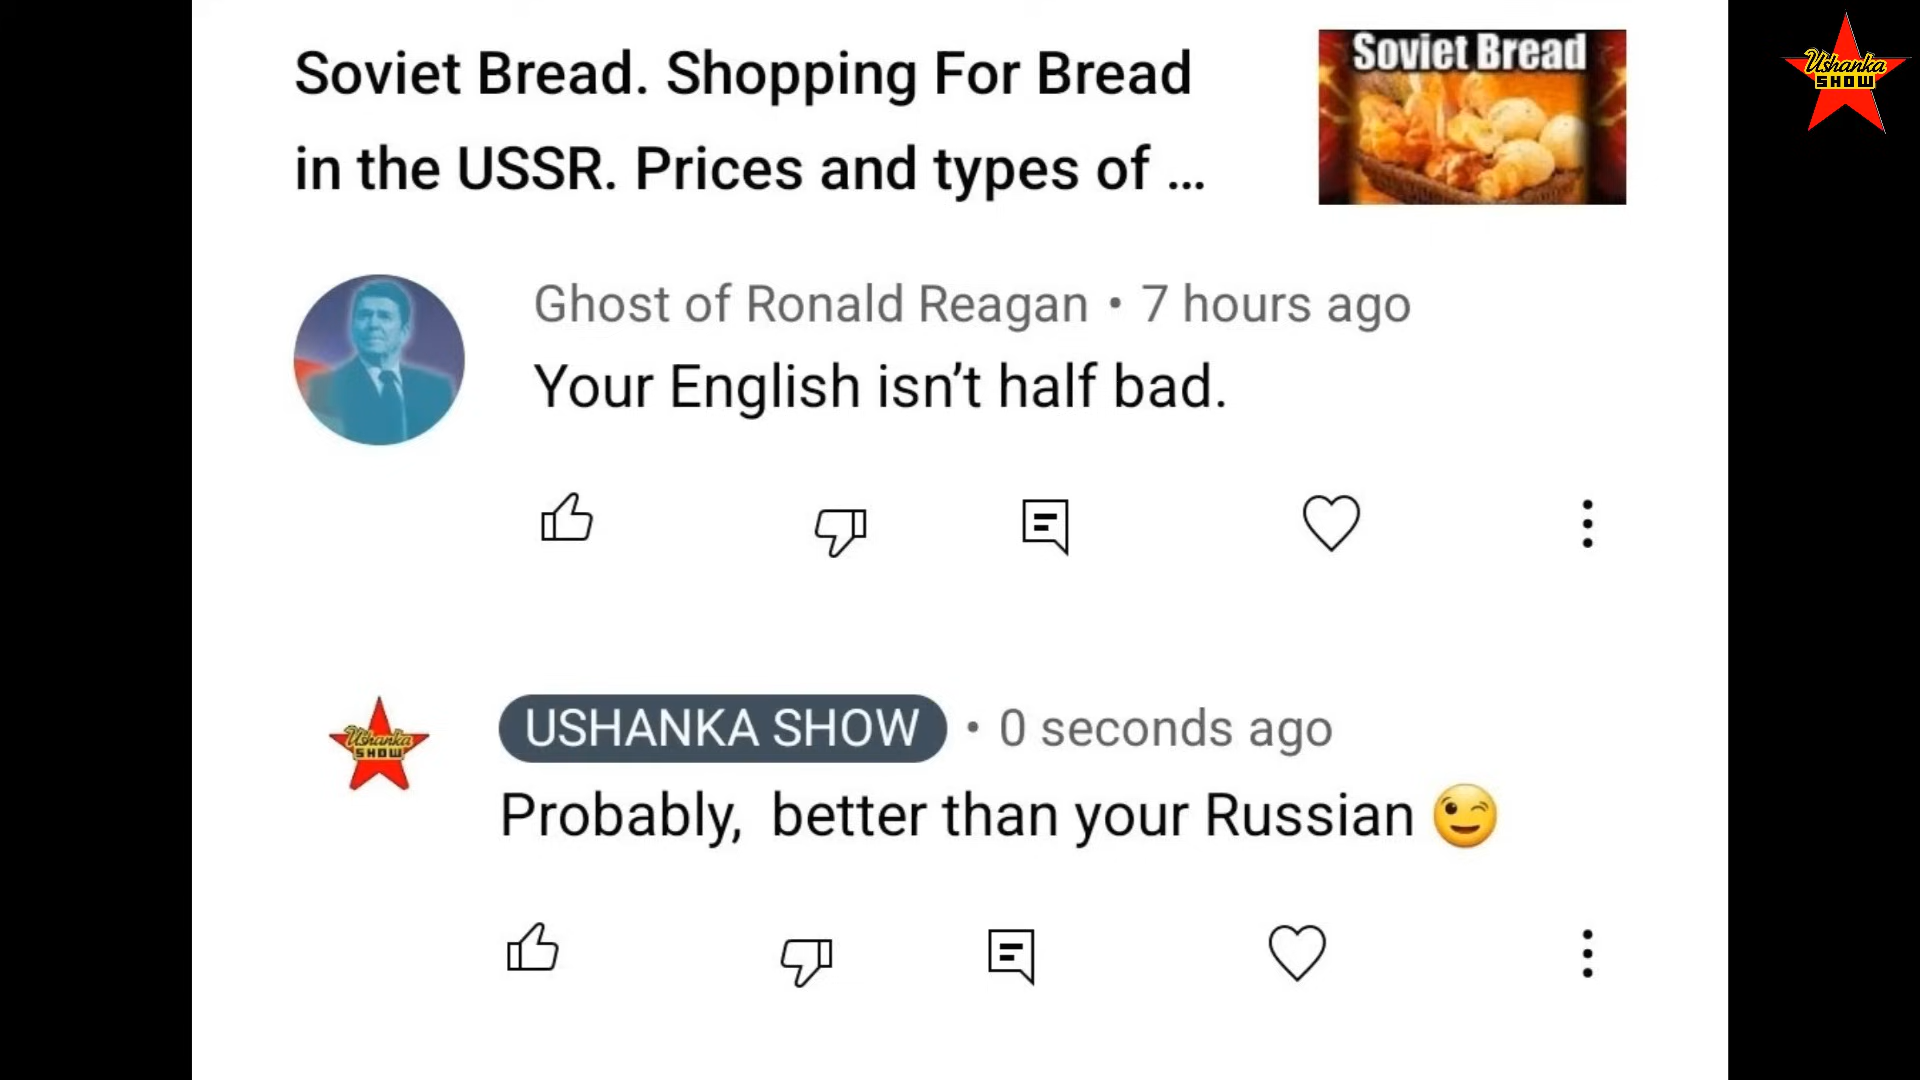 Soviet Bread. Shopping For Bread
in the USSR. Prices and types of ...
Soviet Bread
Ushanka
SHOW
Ghost of Ronald Reagan • 7 hours ago
Your English isn’t half bad.
Ushanka
SHOW
USHANKA SHOW • 0 seconds ago
Probably,  better than your Russian 😉